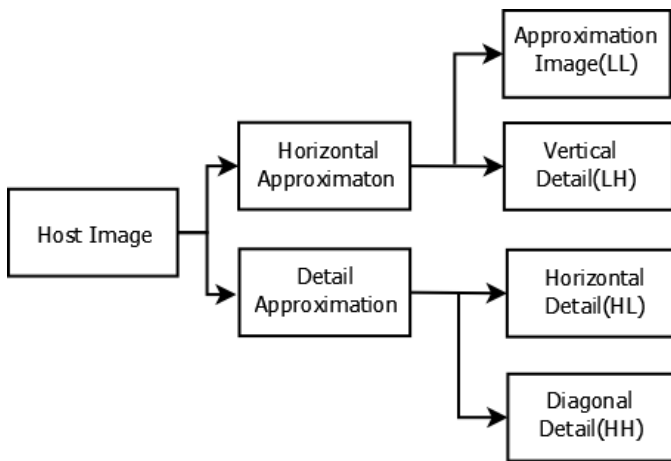 Host Image
Horizontal
Approximaton
Detail
Approximation
Approximation
Image(LL)
Vertical
Detail(LH)
Horizontal
Detail(HL)
Diagonal
Detail(HH)